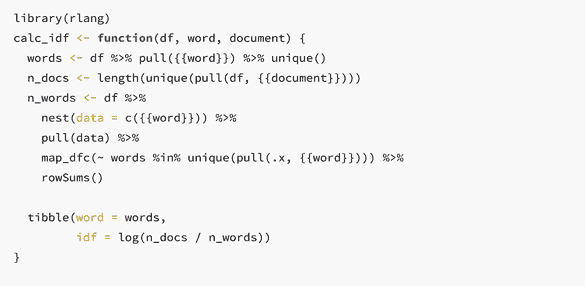 library(rlang)
calc_idf <- function(df, word, document) {
  words <- df %>% pull({{word}}) %>% unique()
  n_docs <- length(unique(pull(df, {{document}})))
  n_words <- df %>%
    nest(data = c({{word}})) %>%
    pull(data) %>%
    map_dfc(~ words %in% unique(pull(.x, {{word}}))) %>%
    rowSums()

  tibble(word = words,
         idf = log(n_docs / n_words))
}